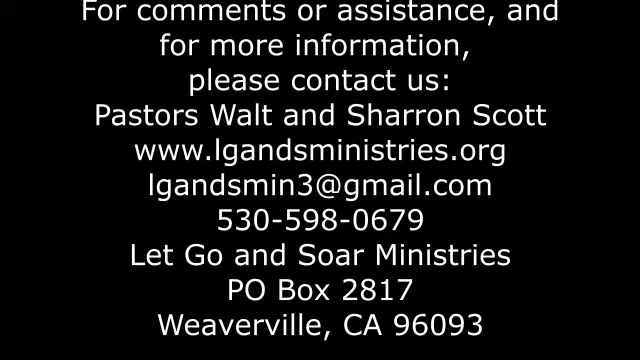 For comments or assistance, and
for more information,
please contact us:
Pastors Walt and Sharron Scott
www.lgandsministries.org
lgandsmin3@gmail.com
530-598-0679
Let Go and Soar Ministries
PO Box 2817
Weaverville, CA 96093